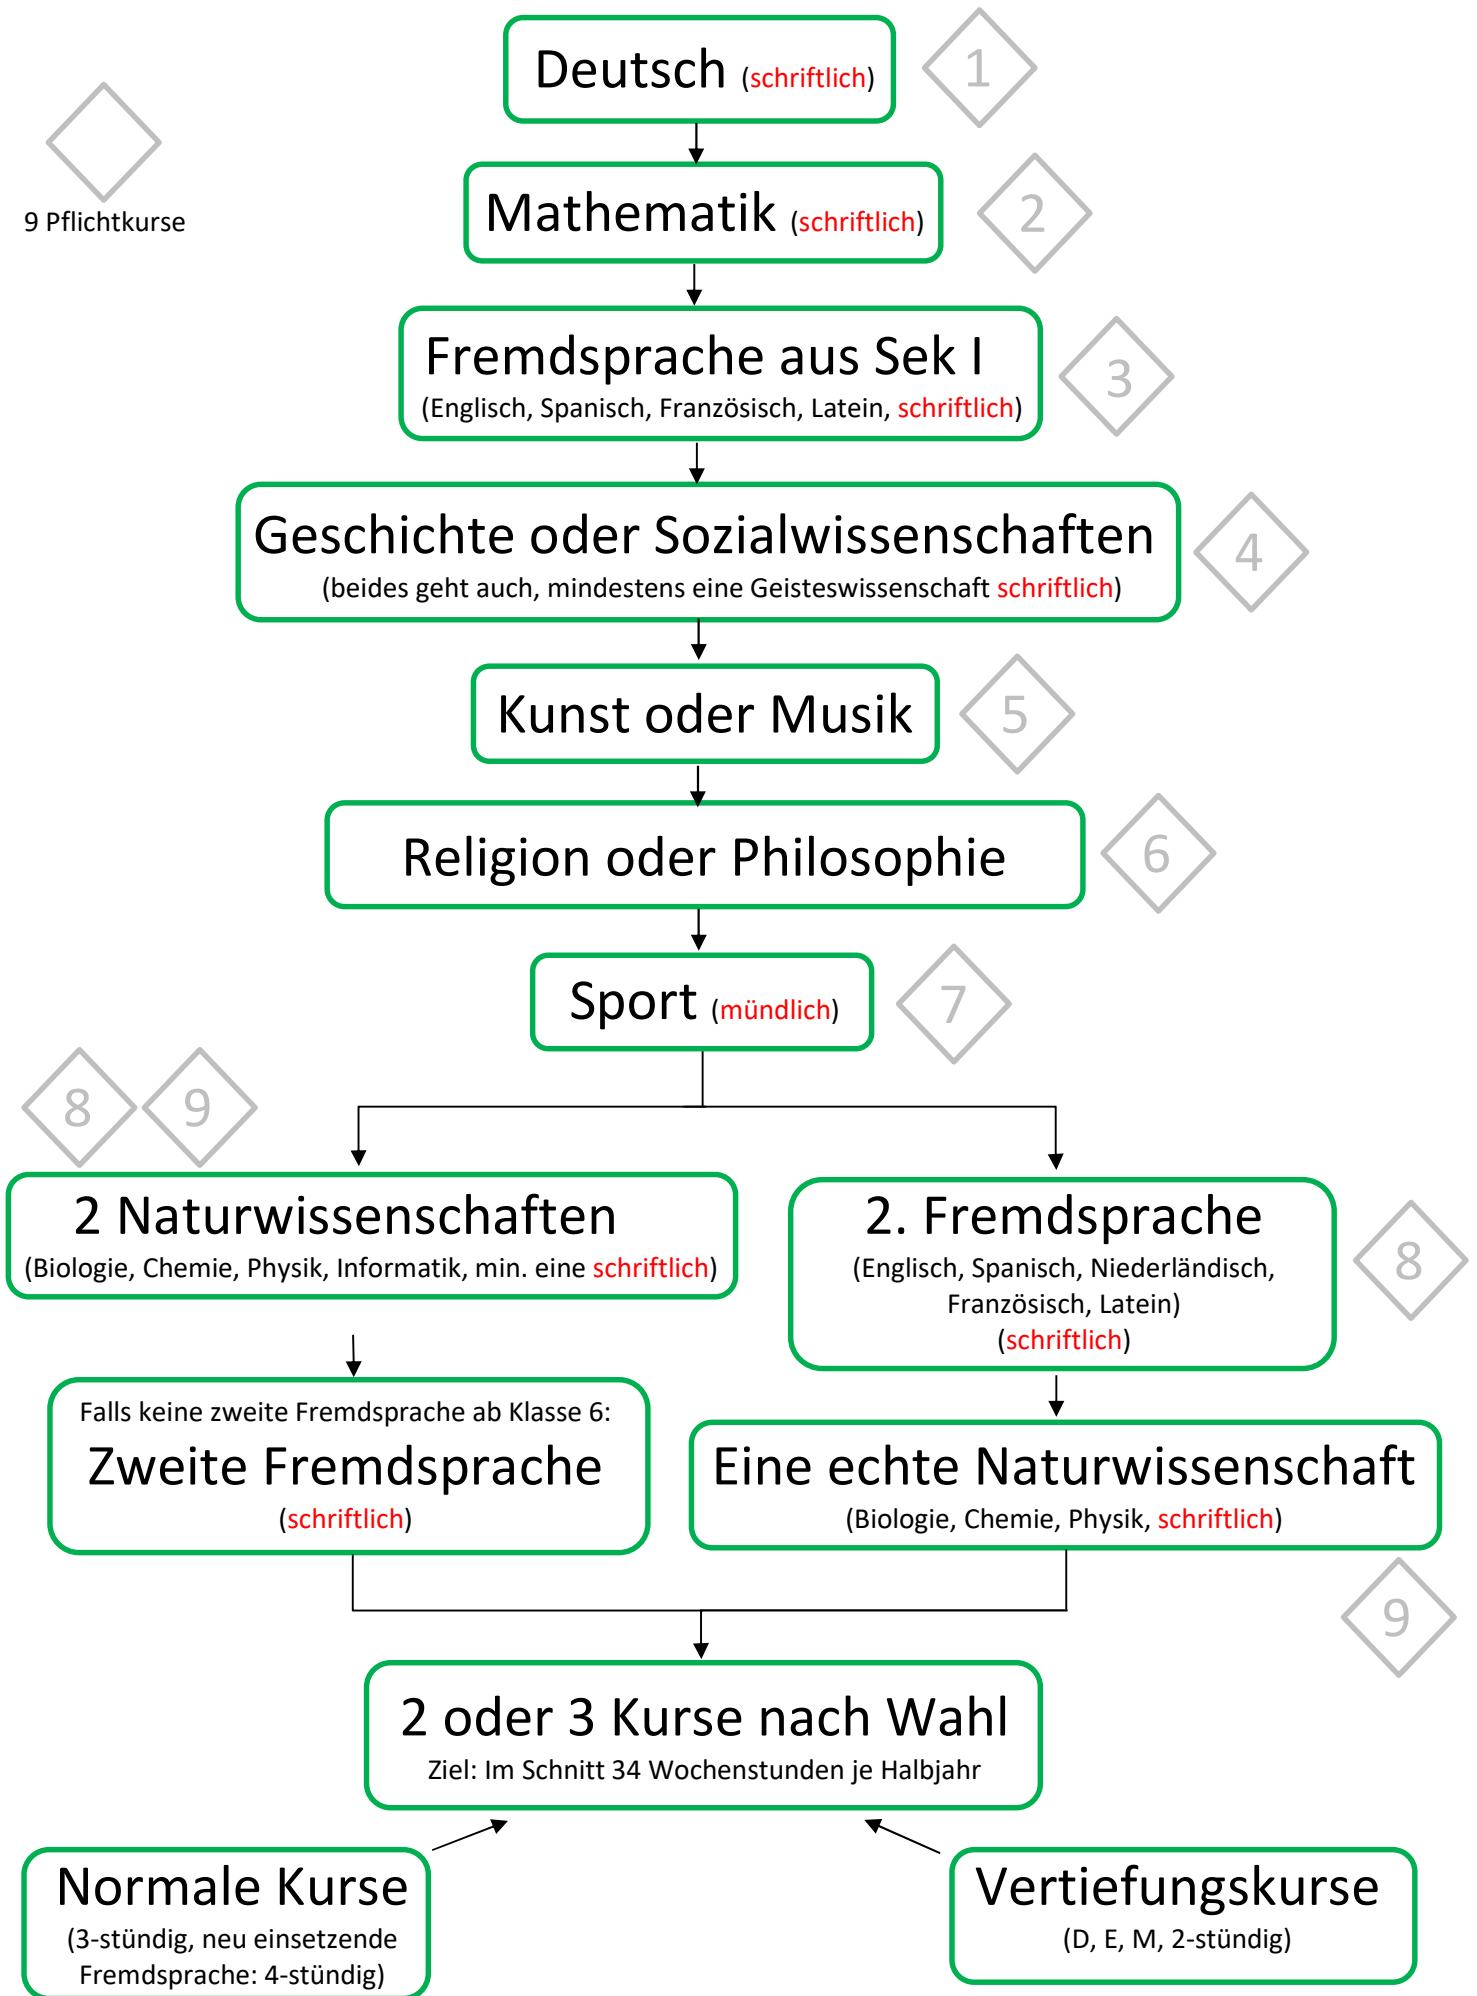 Deutsch (schriftlich)
1
9 Pflichtkurse
Mathematik (schriftlich)
2
Fremdsprache aus Sek I
(Englisch, Spanisch, Französisch, Latein, schriftlich)
3
Geschichte oder Sozialwissenschaften
(beides geht auch, mindestens eine Geisteswissenschaft schriftlich)
4
Kunst oder Musik
5
Religion oder Philosophie
6
Sport (mündlich)
7
8
9
2 Naturwissenschaften
(Biologie, Chemie, Physik, Informatik, min. eine schriftlich)
2. Fremdsprache
(Englisch, Spanisch, Niederländisch,
Französisch, Latein)
(schriftlich)
8
Falls keine zweite Fremdsprache ab Klasse 6:
Zweite Fremdsprache
(schriftlich)
Eine echte Naturwissenschaft
(Biologie, Chemie, Physik, schriftlich)
9
2 oder 3 Kurse nach Wahl
Ziel: Im Schnitt 34 Wochenstunden je Halbjahr
Normale Kurse
(3-stündig, neu einsetzende
Fremdsprache: 4-stündig)
Vertiefungskurse
(D, E, M, 2-stündig)